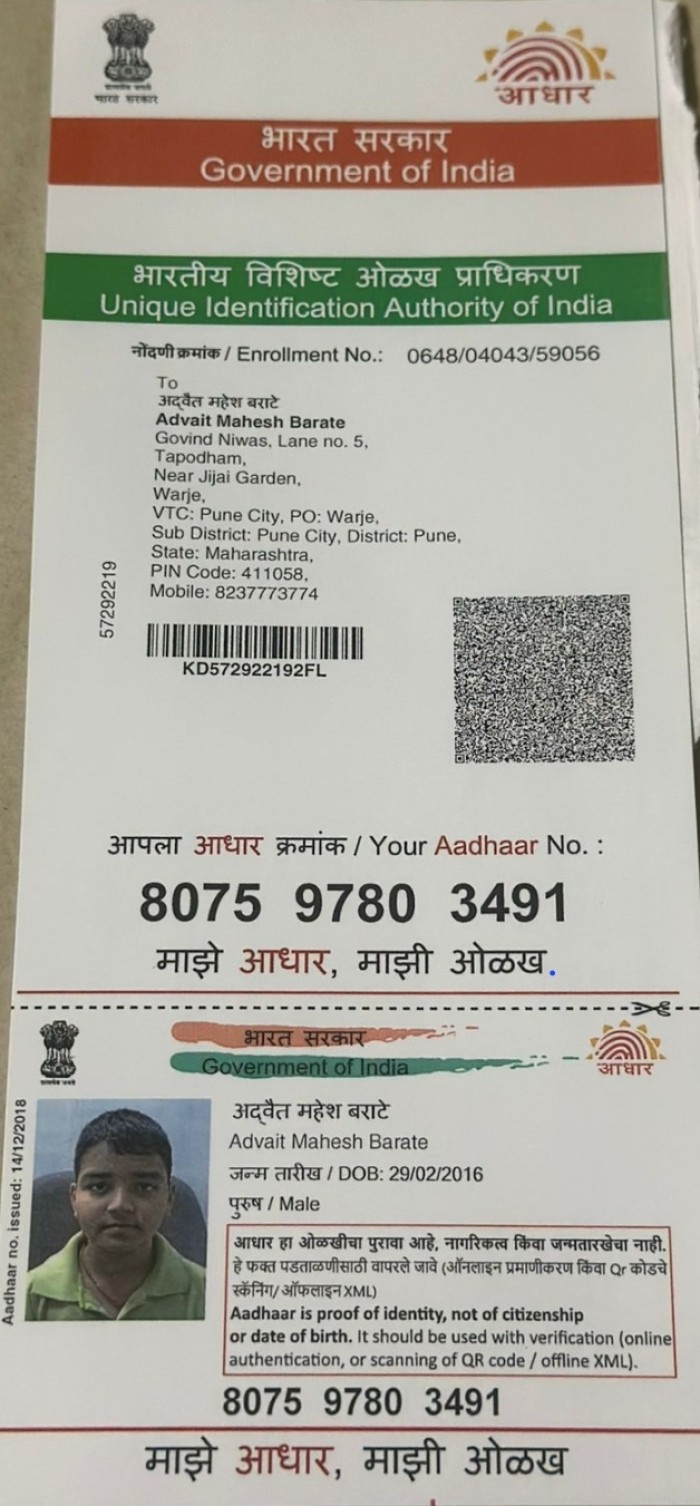 भारत सरकार
आधार
भारत सरकार
Government of India
भारतीय विशिष्ट ओळख प्राधिकरण
Unique Identification Authority of India
नोंदणी क्रमांक / Enrollment No.: 0648/04043/59056
To
अद्वैत महेश बराटे
Advait Mahesh Barate
Govind Niwas, Lane no. 5,
Tapodham,
Near Jijai Garden,
Warje,
VTC: Pune City, PO: Warje,
Sub District: Pune City, District: Pune,
State: Maharashtra,
PIN Code: 411058,
Mobile: 8237773774
57292219
KD572922192FL
आपला आधार क्रमांक / Your Aadhaar No. :
8075 9780 3491
माझे आधार, माझी ओळख.
भारत सरकार
Government of India
आधार
Aadhaar no. issued: 14/12/2018
अद्वैत महेश बराटे
Advait Mahesh Barate
जन्म तारीख / DOB: 29/02/2016
पुरुष / Male
आधार हा ओळखीचा पुरावा आहे, नागरिकत्व किंवा जन्मतारखेचा नाही.
हे फक्त पडताळणीसाठी वापरले जावे (ऑनलाइन प्रमाणीकरण किंवा Qr कोडचे
स्कॅनिंग/ ऑफलाइन XML)
Aadhaar is proof of identity, not of citizenship
or date of birth. It should be used with verification (online
authentication, or scanning of QR code / offline XML).
8075 9780 3491
माझे आधार, माझी ओळख